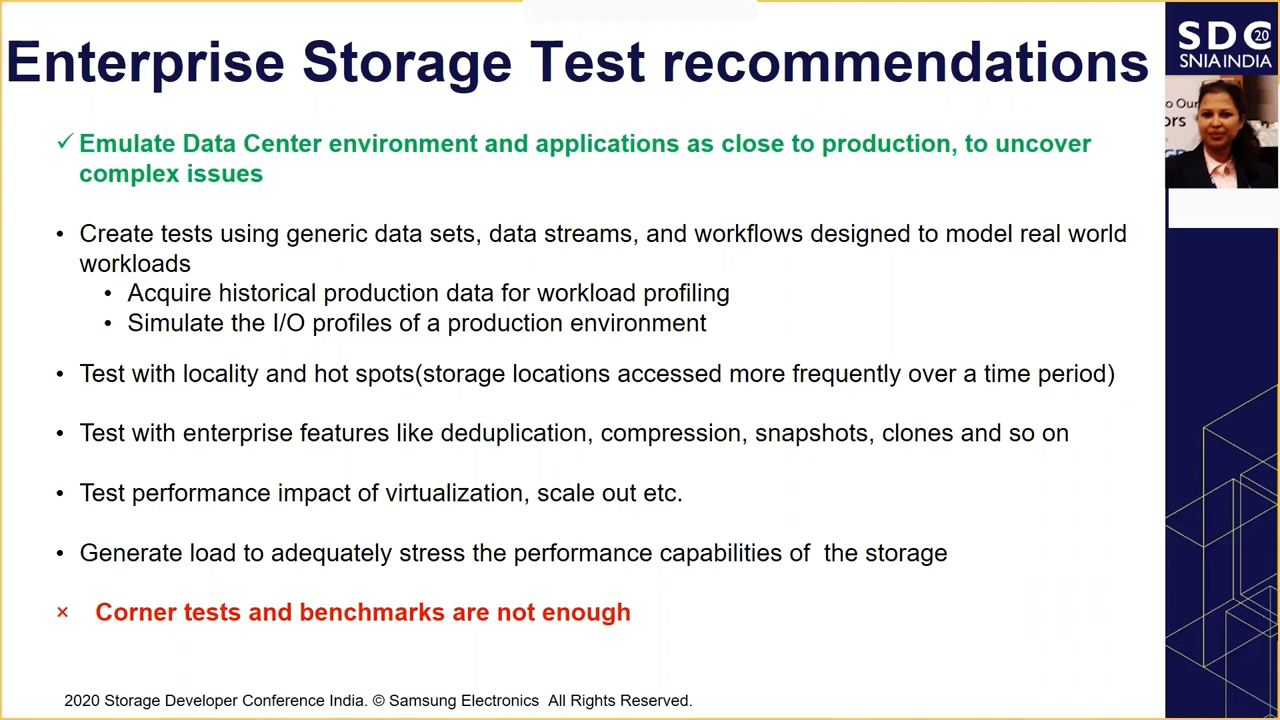 Enterprise Storage Test recommendations
SDC 20
SNIA INDIA
o Our
ors
✓ Emulate Data Center environment and applications as close to production, to uncover
complex issues
• Create tests using generic data sets, data streams, and workflows designed to model real world
workloads
• Acquire historical production data for workload profiling
• Simulate the I/O profiles of a production environment
• Test with locality and hot spots(storage locations accessed more frequently over a time period)
• Test with enterprise features like deduplication, compression, snapshots, clones and so on
• Test performance impact of virtualization, scale out etc.
• Generate load to adequately stress the performance capabilities of  the storage
× Corner tests and benchmarks are not enough
2020 Storage Developer Conference India. © Samsung Electronics  All Rights Reserved.